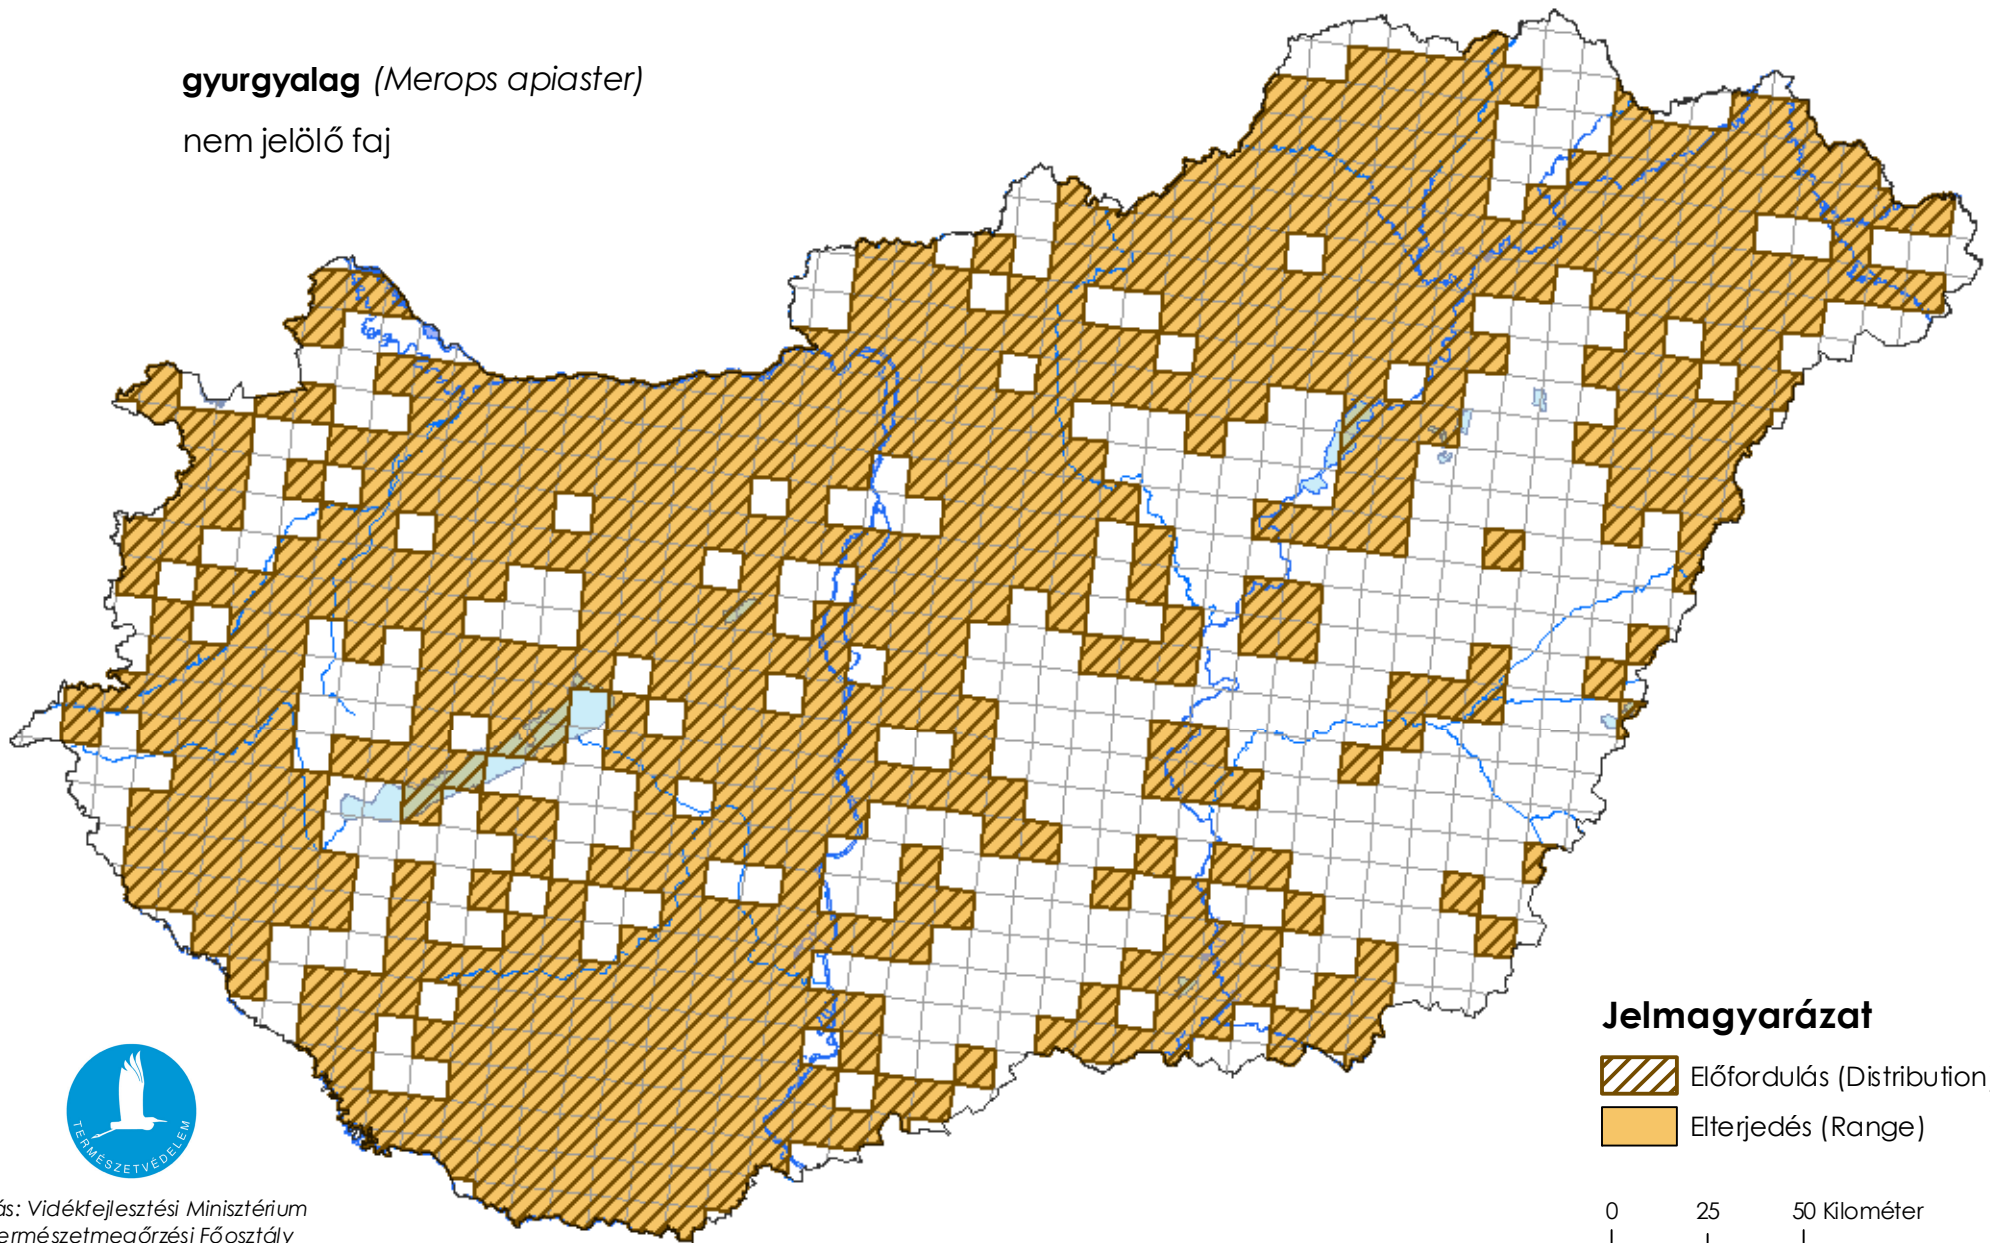 gyurgyalag (Merops apiaster)
nem jelölő faj
Jelmagyarázat
Előfordulás (Distribution
Elterjedés (Range)
0 25 50 Kilométer
TERMÉSZETVÉDELEM
ás: Vidékfejlesztési Minisztérium
ermészetmegőrzési Főosztály